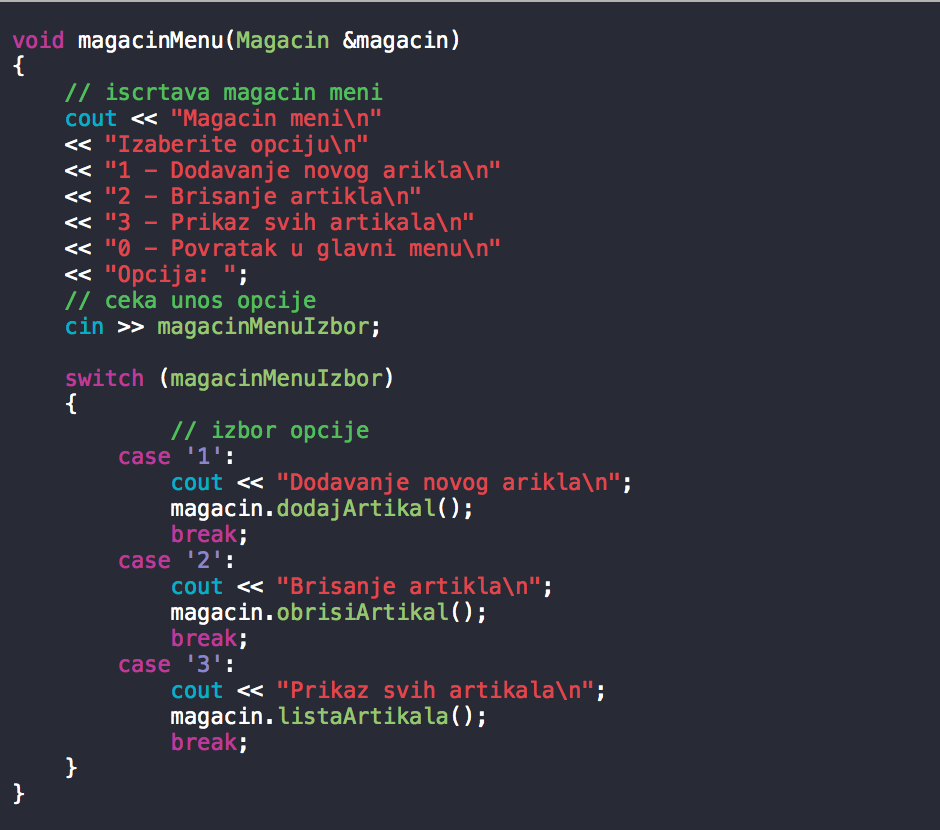 void magacinMenu(Magacin &magacin)
{
    // iscrtava magacin meni
    cout << "Magacin meni\n"
    << "Izaberite opciju\n"
    << "1 - Dodavanje novog arikla\n"
    << "2 - Brisanje artikla\n"
    << "3 - Prikaz svih artikala\n"
    << "0 - Povratak u glavni menu\n"
    << "Opcija: ";
    // ceka unos opcije
    cin >> magacinMenuIzbor;

    switch (magacinMenuIzbor)
    {
            // izbor opcije
        case '1':
            cout << "Dodavanje novog arikla\n";
            magacin.dodajArtikal();
            break;
        case '2':
            cout << "Brisanje artikla\n";
            magacin.obrisiArtikal();
            break;
        case '3':
            cout << "Prikaz svih artikala\n";
            magacin.listaArtikala();
            break;
    }
}